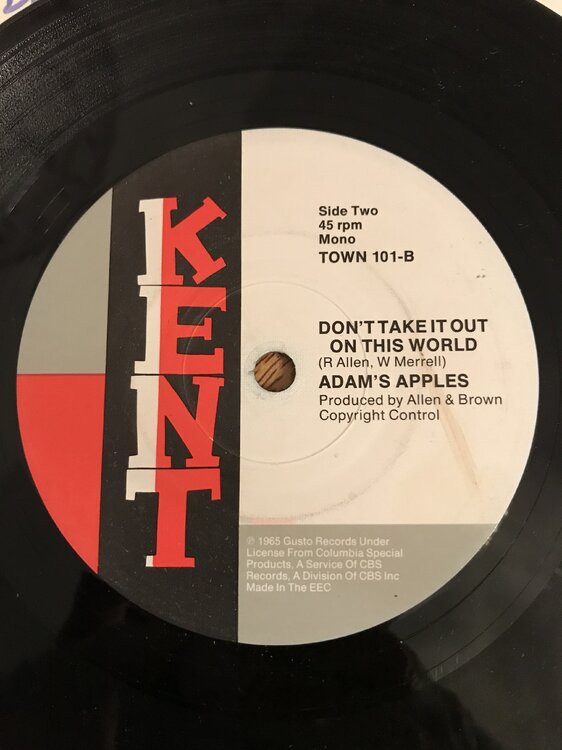 KENT
Side Two
45 rpm
Mono
TOWN 101-B
DON'T TAKE IT OUT
ON THIS WORLD
(R Allen, W Merrell)
ADAM'S APPLES
Produced by Allen & Brown
Copyright Control
℗ 1965 Gusto Records Under
License From Columbia Special
Products, A Service Of CBS
Records, A Division Of CBS Inc
Made In The EEC